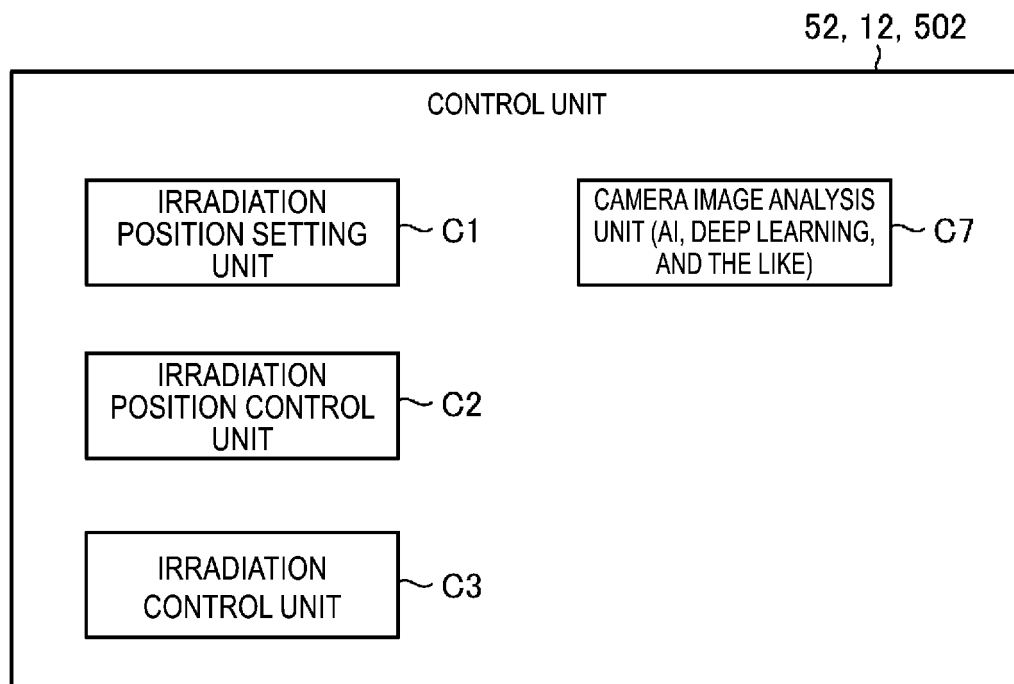 52, 12, 502
CONTROL UNIT
IRRADIATION
POSITION SETTING
UNIT
C1
CAMERA IMAGE ANALYSIS
UNIT (AI, DEEP LEARNING,
AND THE LIKE)
C7
IRRADIATION
POSITION CONTROL
UNIT
C2
IRRADIATION
CONTROL UNIT
C3